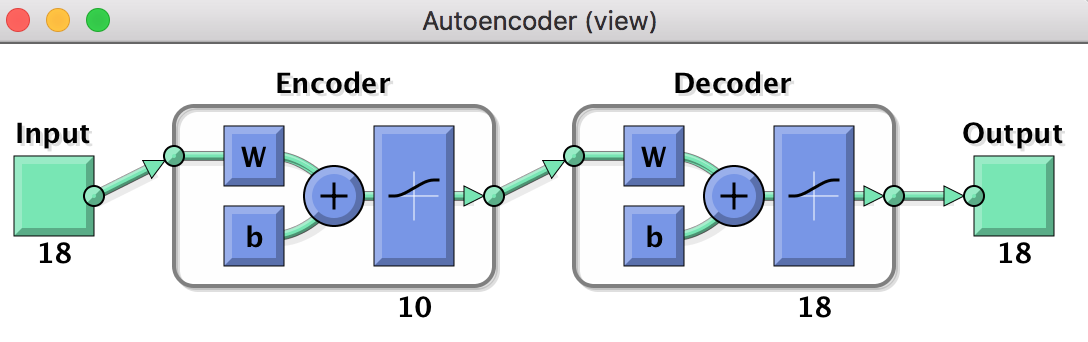 Autoencoder (view)
Encoder
Decoder
Input
Output
W
W
b
b
18
18
10
18